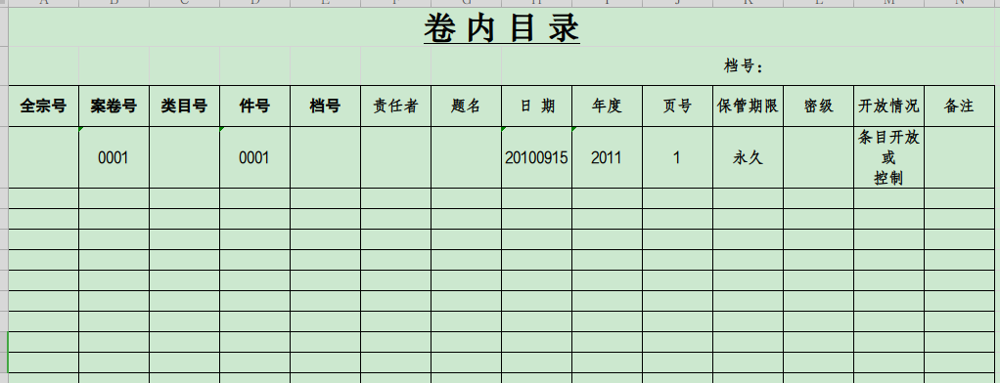 A B C D E F G H I J K L M N
卷 内 目 录
档号：
全宗号 案卷号 类目号 件号 档号 责任者 题名 日 期 年度 页号 保管期限 密级 开放情况 备注
0001 0001 20100915 2011 1 永久 条目开放
或
控制